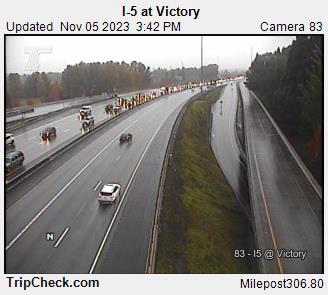 I-5 at Victory
Updated Nov 05 2023 3:42 PM Camera 83
N
83 - I5 @ Victory
TripCheck.com Milepost306.80